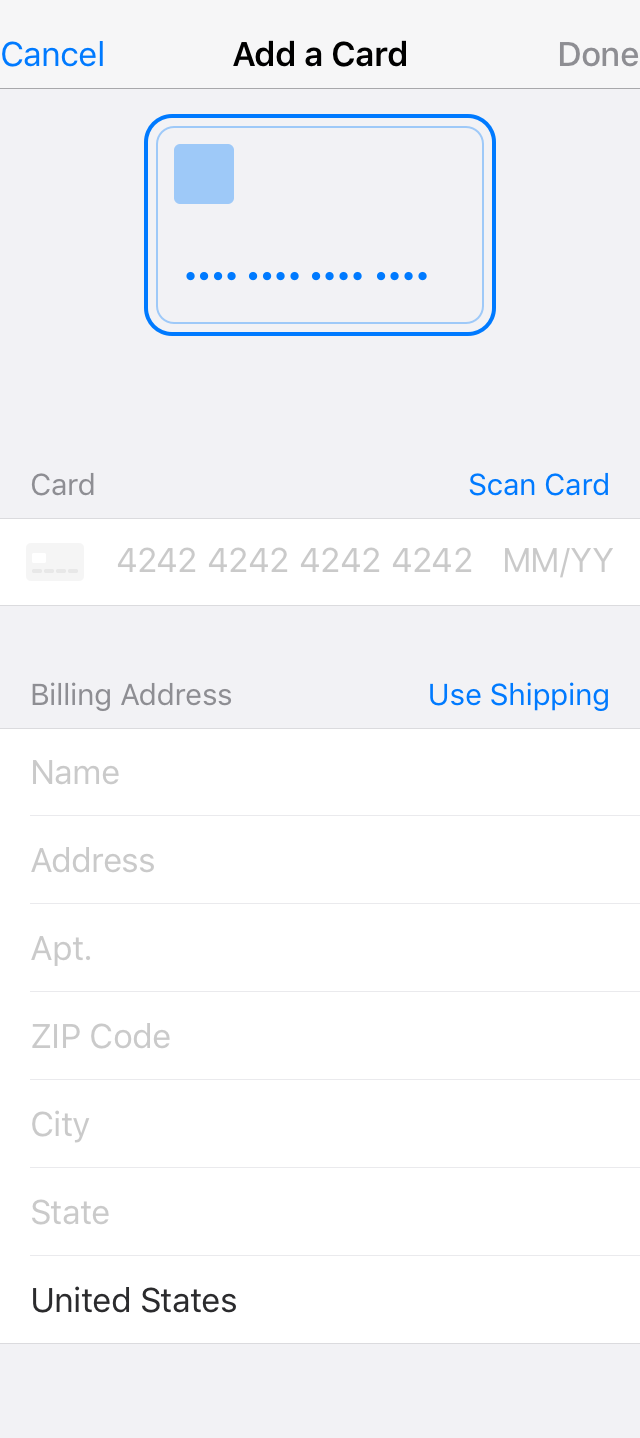 Cancel Add a Card Done
•••• •••• •••• ••••
Card Scan Card
4242 4242 4242 4242 MM/YY
Billing Address Use Shipping
Name
Address
Apt.
ZIP Code
City
State
United States